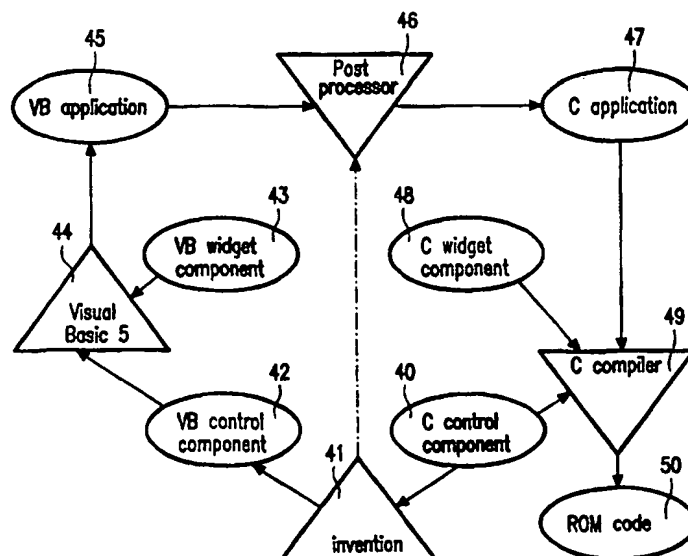 45
46
47
Post
processor
VB application
C application
43
48
44
VB widget
component
C widget
component
Visual
Basic 5
49
C compiler
42
40
VB control
component
C control
component
41
50
invention
ROM code